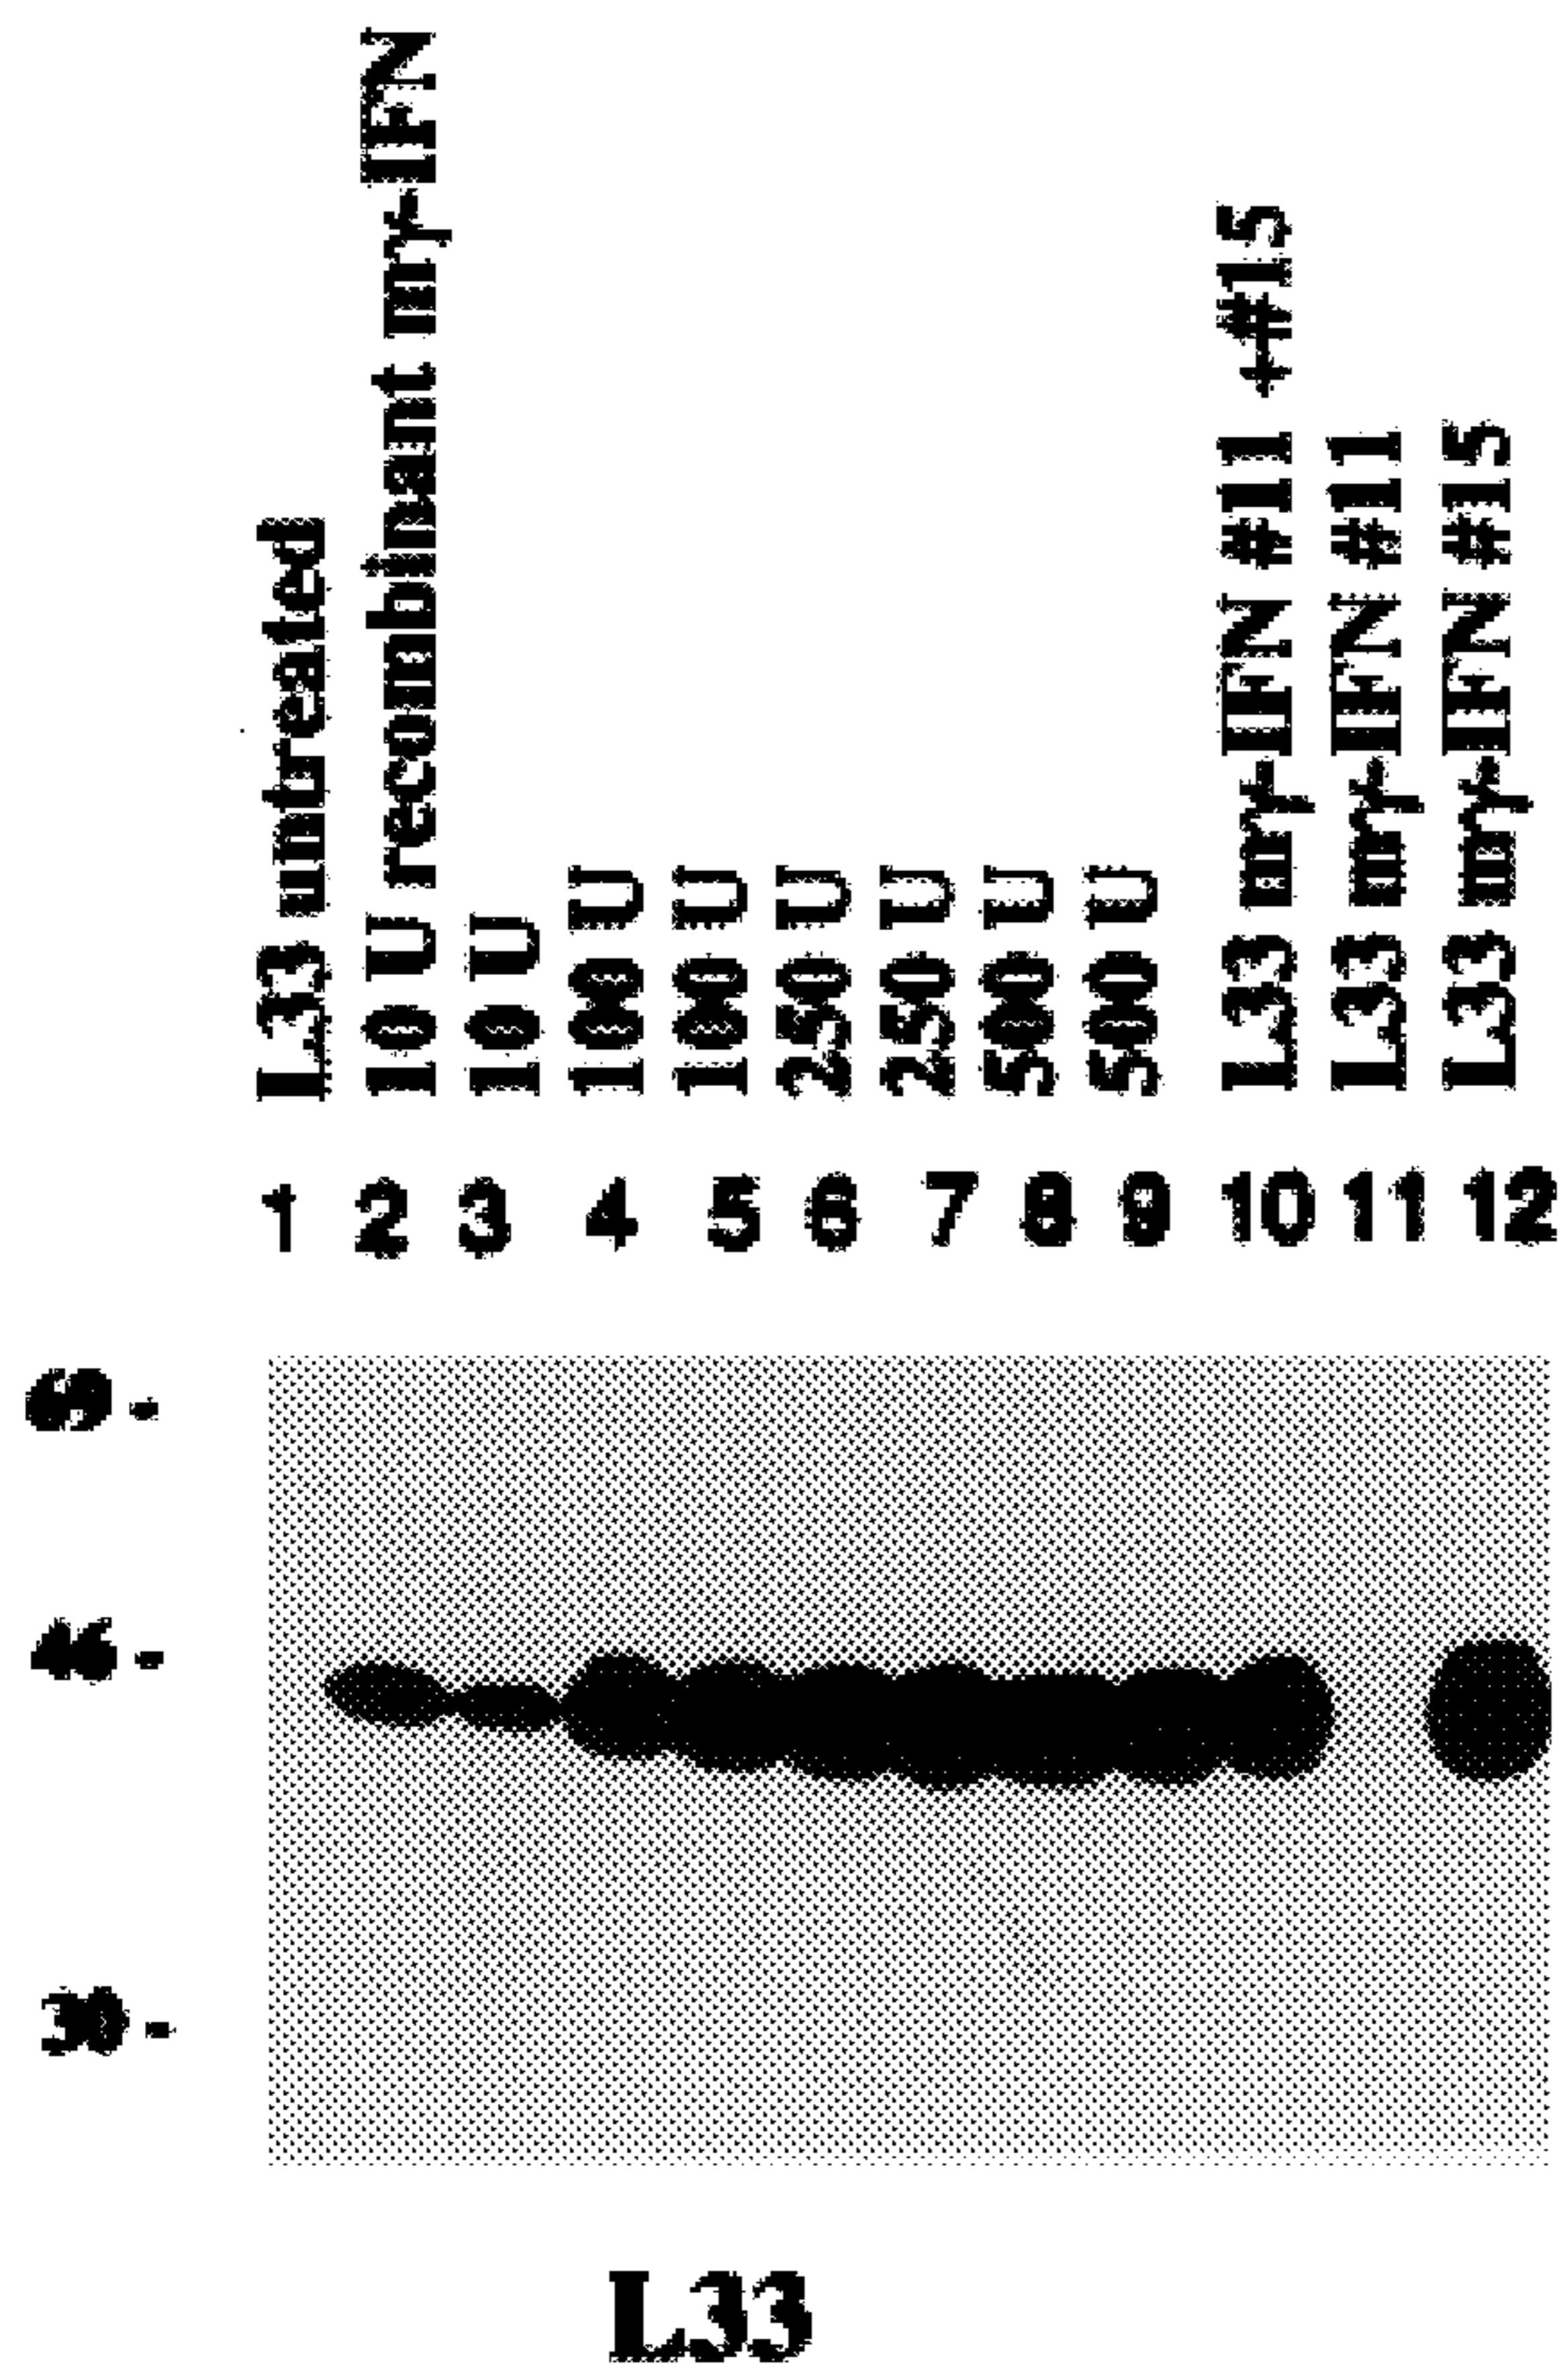 L33 untreated
10 U recombinant mγ-IFN
10 U
100 U
100 U
250 U
250 U
500 U
500 U
L33 mγ-IFN #11 +#15
L33 mγ-IFN #11
L33 mγ-IFN #15
1 2 3 4 5 6 7 8 9 10 11 12
69 -
46 -
30 -
L33